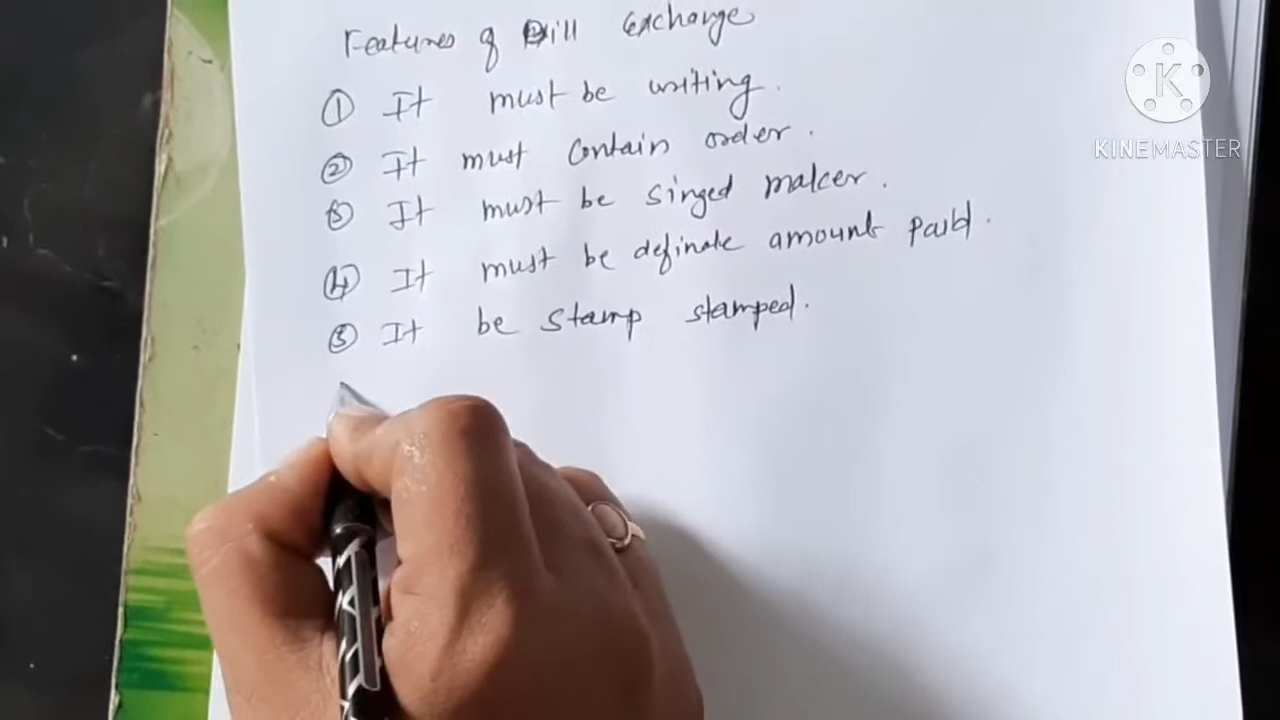 Features of Bill exchange
① It must be writing.
② It must contain order.
③ It must be singed maker.
④ It must be definate amount paid.
⑤ It be stamp stamped.
K
KINEMASTER